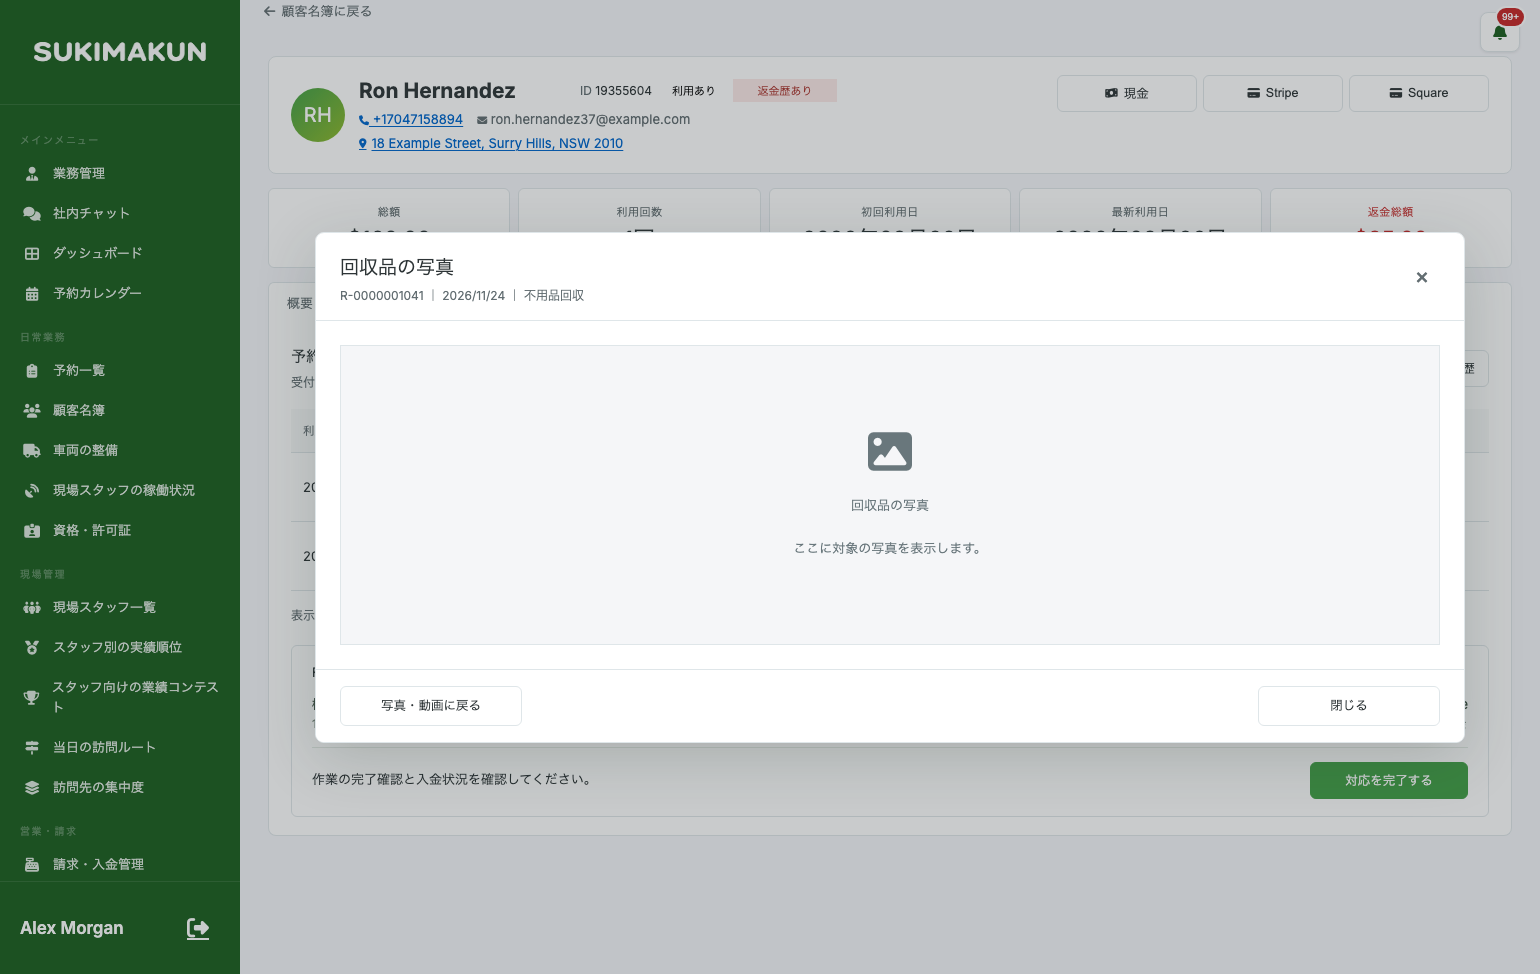 SUKIMAKUN
メインメニュー
業務管理
社内チャット
ダッシュボード
予約カレンダー
日常業務
予約一覧
顧客名簿
車両の整備
現場スタッフの稼働状況
資格・許可証
現場管理
現場スタッフ一覧
スタッフ別の実績順位
スタッフ向けの業績コンテス
ト
当日の訪問ルート
訪問先の集中度
営業・請求
請求・入金管理
Alex Morgan
顧客名簿に戻る
99+
RH
Ron Hernandez
ID 19355604 利用あり 返金歴あり
+17047158894 ron.hernandez37@example.com
18 Example Street, Surry Hills, NSW 2010
現金 Stripe Square
総額 利用回数 初回利用日 最新利用日 返金総額
概要
受付
回収品の写真
R-0000001041 | 2026/11/24 | 不用品回収
回収品の写真
ここに対象の写真を表示します。
写真・動画に戻る 閉じる
表示
作業の完了確認と入金状況を確認してください。
対応を完了する